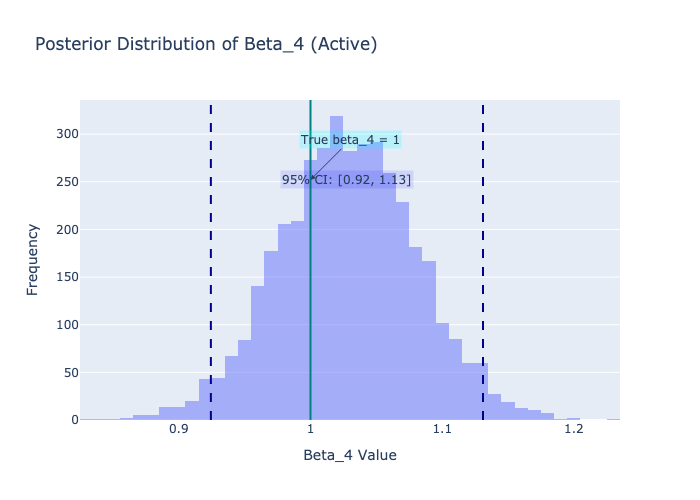 Posterior Distribution of Beta_4 (Active)
300
250
200
150
100
50
0
Frequency
True beta_4 = 1
95% CI: [0.92, 1.13]
0.9
1
1.1
1.2
Beta_4 Value